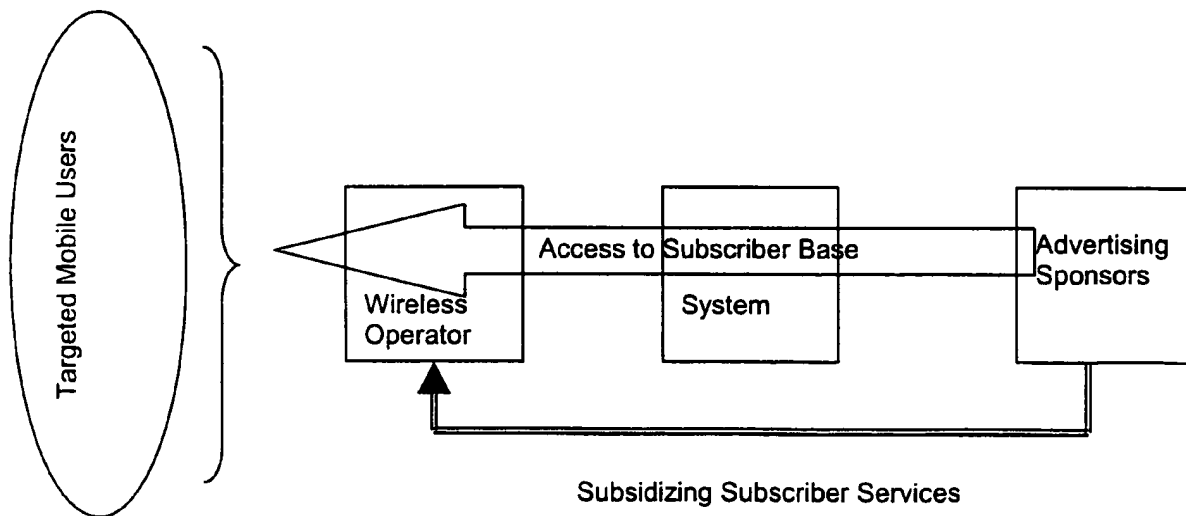 Targeted Mobile Users
Access to Subscriber Base
Wireless
Operator
System
Advertising
Sponsors
Subsidizing Subscriber Services